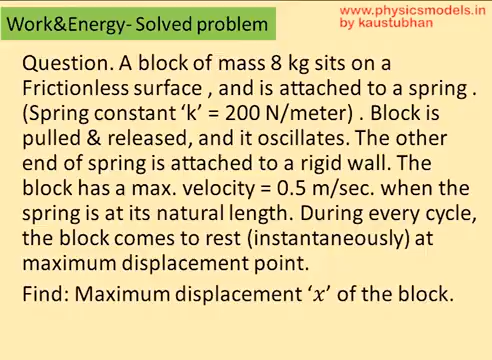 www.physicsmodels.in
by kaustubhan
Work&Energy- Solved problem
Question. A block of mass 8 kg sits on a
Frictionless surface , and is attached to a spring .
(Spring constant ‘k’ = 200 N/meter) . Block is
pulled & released, and it oscillates. The other
end of spring is attached to a rigid wall. The
block has a max. velocity = 0.5 m/sec. when the
spring is at its natural length. During every cycle,
the block comes to rest (instantaneously) at
maximum displacement point.
Find: Maximum displacement ‘𝑥’ of the block.